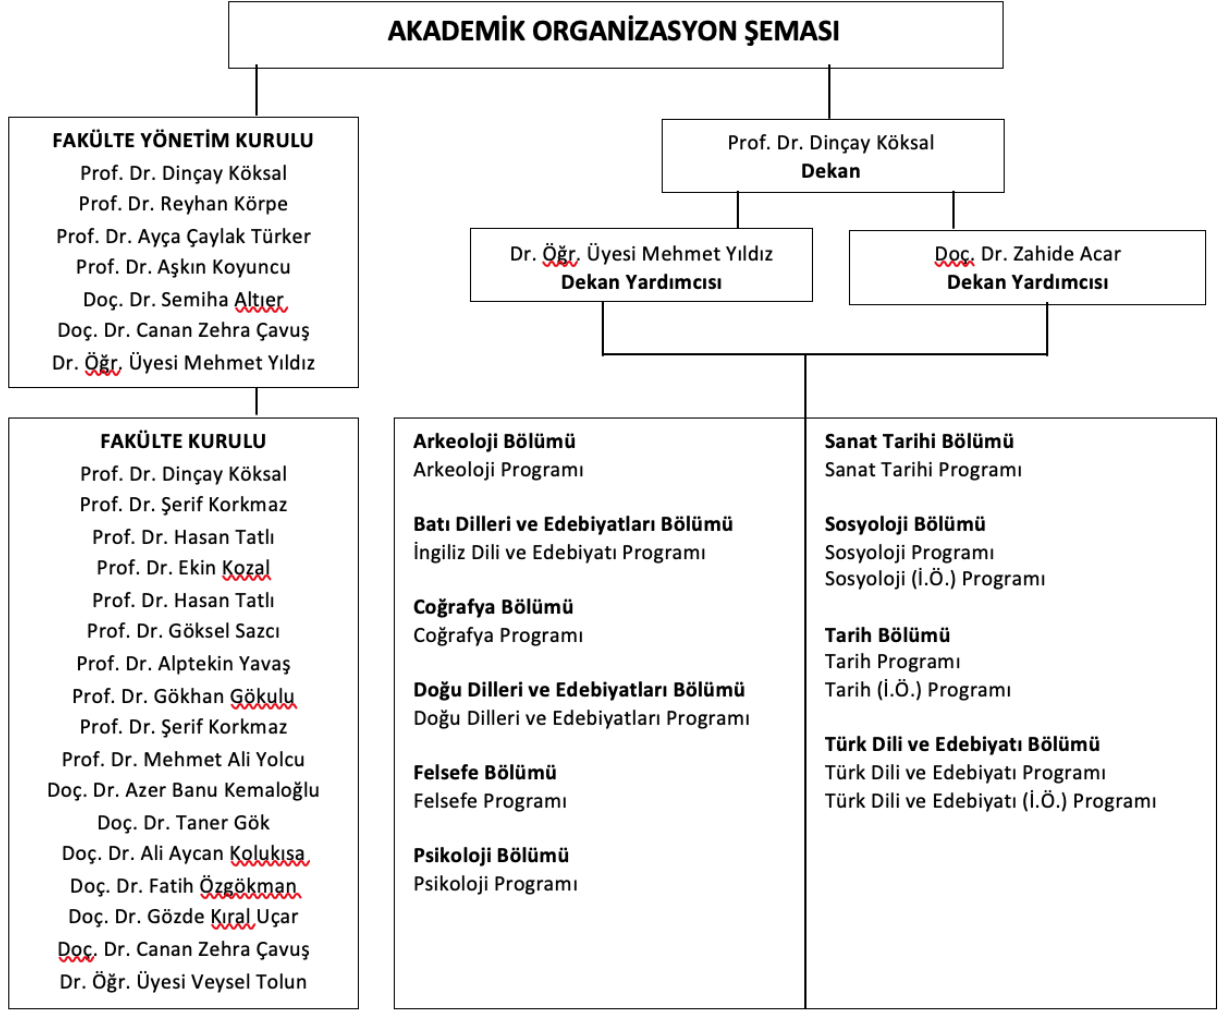 AKADEMİK ORGANİZASYON ŞEMASI
FAKÜLTE YÖNETİM KURULU
Prof. Dr. Dinçay Köksal
Prof. Dr. Reyhan Körpe
Prof. Dr. Ayça Çaylak Türker
Prof. Dr. Aşkın Koyuncu
Doç. Dr. Semiha Altıer
Doç. Dr. Canan Zehra Çavuş
Dr. Öğr. Üyesi Mehmet Yıldız
Prof. Dr. Dinçay Köksal
Dekan
Dr. Öğr. Üyesi Mehmet Yıldız
Dekan Yardımcısı
Doç. Dr. Zahide Acar
Dekan Yardımcısı
FAKÜLTE KURULU
Prof. Dr. Dinçay Köksal
Prof. Dr. Şerif Korkmaz
Prof. Dr. Hasan Tatlı
Prof. Dr. Ekin Kozal
Prof. Dr. Hasan Tatlı
Prof. Dr. Göksel Sazcı
Prof. Dr. Alptekin Yavaş
Prof. Dr. Gökhan Gökulu
Prof. Dr. Şerif Korkmaz
Prof. Dr. Mehmet Ali Yolcu
Doç. Dr. Azer Banu Kemaloğlu
Doç. Dr. Taner Gök
Doç. Dr. Ali Aycan Kolukısa
Doç. Dr. Fatih Özgökman
Doç. Dr. Gözde Kıral Uçar
Doç. Dr. Canan Zehra Çavuş
Dr. Öğr. Üyesi Veysel Tolun
Arkeoloji Bölümü
Arkeoloji Programı
Batı Dilleri ve Edebiyatları Bölümü
İngiliz Dili ve Edebiyatı Programı
Coğrafya Bölümü
Coğrafya Programı
Doğu Dilleri ve Edebiyatları Bölümü
Doğu Dilleri ve Edebiyatları Programı
Felsefe Bölümü
Felsefe Programı
Psikoloji Bölümü
Psikoloji Programı
Sanat Tarihi Bölümü
Sanat Tarihi Programı
Sosyoloji Bölümü
Sosyoloji Programı
Sosyoloji (İ.Ö.) Programı
Tarih Bölümü
Tarih Programı
Tarih (İ.Ö.) Programı
Türk Dili ve Edebiyatı Bölümü
Türk Dili ve Edebiyatı Programı
Türk Dili ve Edebiyatı (İ.Ö.) Programı